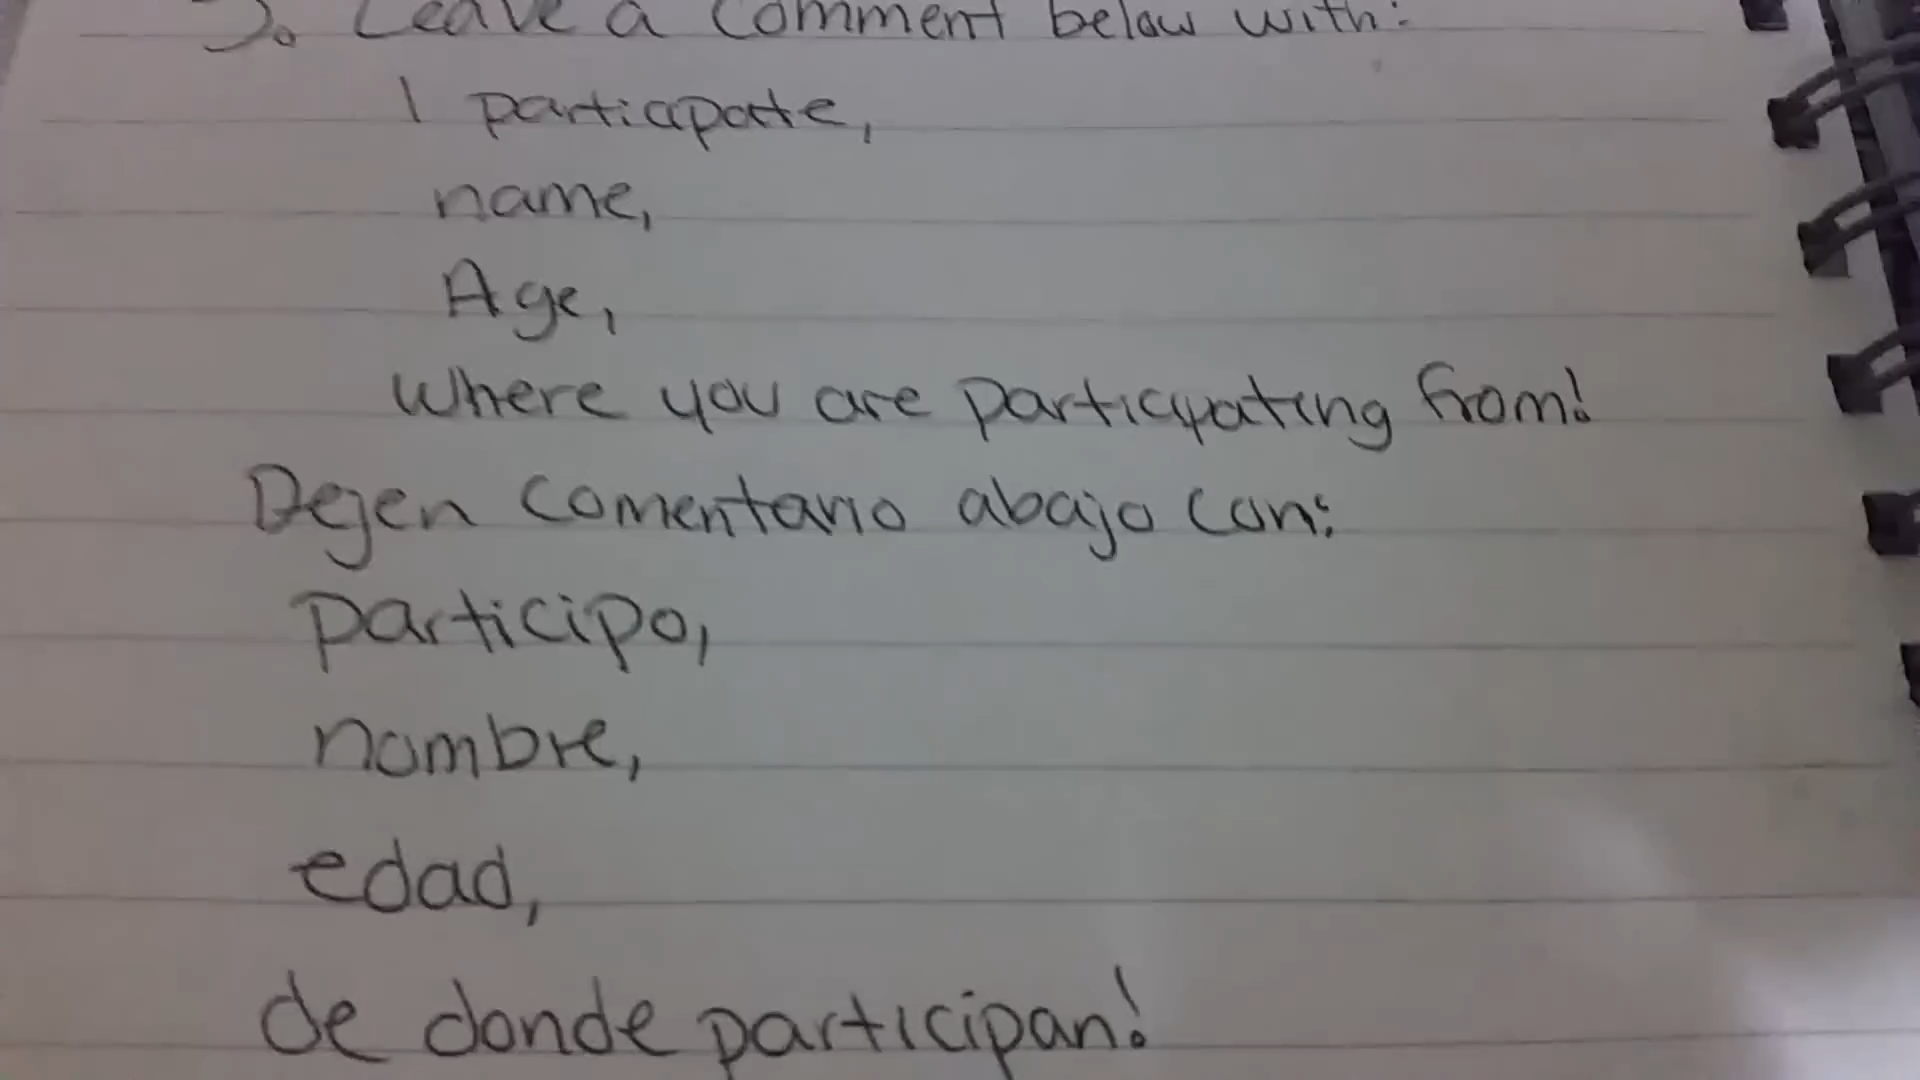 3. Leave a comment below with:
I participate,
name,
Age,
where you are participating from!
Dejen comentario abajo con:
participo,
nombre,
edad,
de donde participan!